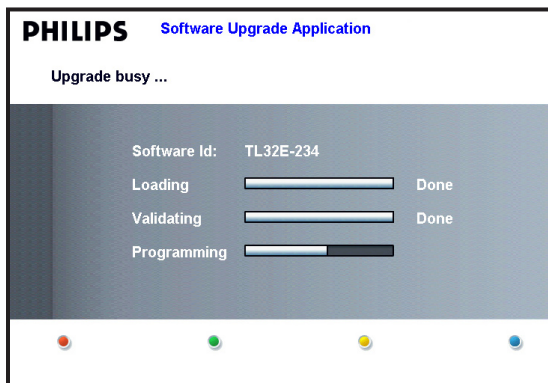 PHILIPS Software Upgrade Application
Upgrade busy ...
Software Id: TL32E-234
Loading Done
Validating Done
Programming